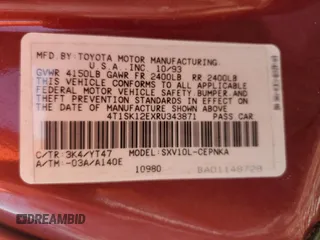 MFD. BY: TOYOTA MOTOR MANUFACTURING.
U.S.A., INC 10/93
GVWR 4150LB GAWR FR 2400LB RR 2400LB
THIS VEHICLE CONFORMS TO ALL APPLICABLE
FEDERAL MOTOR VEHICLE SAFETY, BUMPER, AND
THEFT PREVENTION STANDARDS IN EFFECT ON
THE DATE OF MANUFACTURE SHOWN ABOVE
4T1SK12EXRU343871 PASS CAR
C/TR: 3K4/YT47 MODEL: SXV10L-CEPNKA
A/TM: -03A/A140E
10980 BAD1148729
DREAMBID